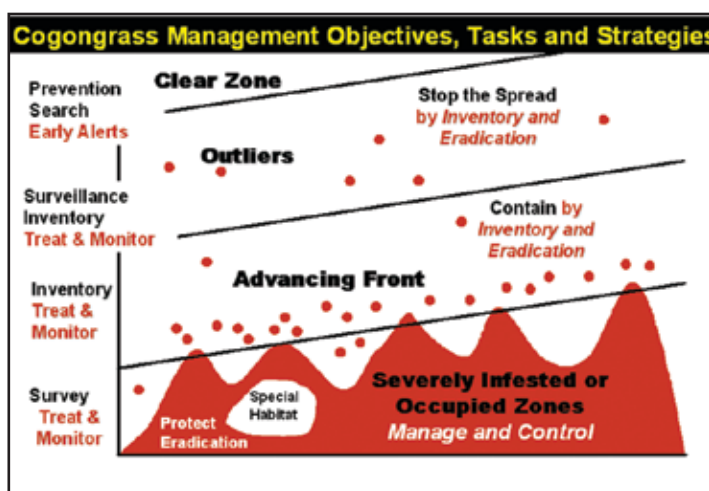 Cogongrass Management Objectives, Tasks and Strategies
Clear Zone
Prevention
Search
Early Alerts
Stop the Spread
by Inventory and
Eradication
Outliers
Surveillance
Inventory
Treat & Monitor
Contain by
Inventory and
Eradication
Advancing Front
Inventory
Treat &
Monitor
Severely Infested or
Occupied Zones
Manage and Control
Special
Habitat
Survey
Treat &
Monitor
Protect
Eradication